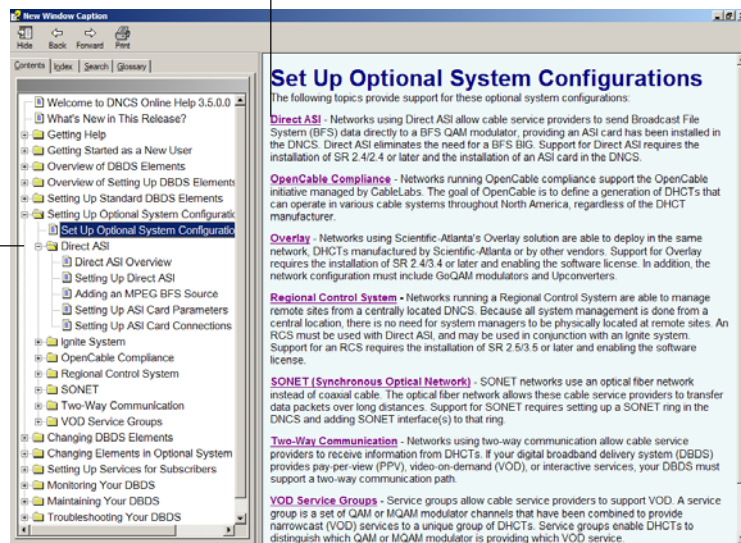 New Window Caption
Hide Back Forward Print
Contents Index Search Glossary
Welcome to DNCS Online Help 3.5.0.0
What's New in This Release?
Getting Help
Getting Started as a New User
Overview of DBDS Elements
Overview of Setting Up DBDS Elements
Setting Up Standard DBDS Elements
Setting Up Optional System Configuratio
Set Up Optional System Configuratio
Direct ASI
Direct ASI Overview
Setting Up Direct ASI
Adding an MPEG BFS Source
Setting Up ASI Card Parameters
Setting Up ASI Card Connections
Ignite System
OpenCable Compliance
Regional Control System
SONET
Two-Way Communication
VOD Service Groups
Changing DBDS Elements
Changing Elements in Optional System
Setting Up Services for Subscribers
Monitoring Your DBDS
Maintaining Your DBDS
Troubleshooting Your DBDS
Set Up Optional System Configurations
The following topics provide support for these optional system configurations:
Direct ASI - Networks using Direct ASI allow cable service providers to send Broadcast File
System (BFS) data directly to a BFS QAM modulator, providing an ASI card has been installed in
the DNCS. Direct ASI eliminates the need for a BFS BIG. Support for Direct ASI requires the
installation of SR 2.4/2.4 or later and the installation of an ASI card in the DNCS.
OpenCable Compliance - Networks running OpenCable compliance support the OpenCable
initiative managed by CableLabs. The goal of OpenCable is to define a generation of DHCTs that
can operate in various cable systems throughout North America, regardless of the DHCT
manufacturer.
Overlay - Networks using Scientific-Atlanta's Overlay solution are able to deploy in the same
network, DHCTs manufactured by Scientific-Atlanta or by other vendors. Support for Overlay
requires the installation of SR 2.4/3.4 or later and enabling the software license. In addition, the
network configuration must include GoQAM modulators and Upconverters.
Regional Control System - Networks running a Regional Control System are able to manage
remote sites from a centrally located DNCS. Because all system management is done from a
central location, there is no need for system managers to be physically located at remote sites. An
RCS must be used with Direct ASI, and may be used in conjunction with an Ignite system.
Support for an RCS requires the installation of SR 2.5/3.5 or later and enabling the software
license.
SONET (Synchronous Optical Network) - SONET networks use an optical fiber network
instead of coaxial cable. The optical fiber network allows these cable service providers to transfer
data packets over long distances. Support for SONET requires setting up a SONET ring in the
DNCS and adding SONET interface(s) to that ring.
Two-Way Communication - Networks using two-way communication allow cable service
providers to receive information from DHCTs. If your digital broadband delivery system (DBDS)
provides pay-per-view (PPV), video-on-demand (VOD), or interactive services, your DBDS must
support a two-way communication path.
VOD Service Groups - Service groups allow cable service providers to support VOD. A service
group is a set of QAM or MQAM modulator channels that have been combined to provide
narrowcast (VOD) services to a unique group of DHCTs. Service groups enable DHCTs to
distinguish which QAM or MQAM modulator is providing which VOD service.